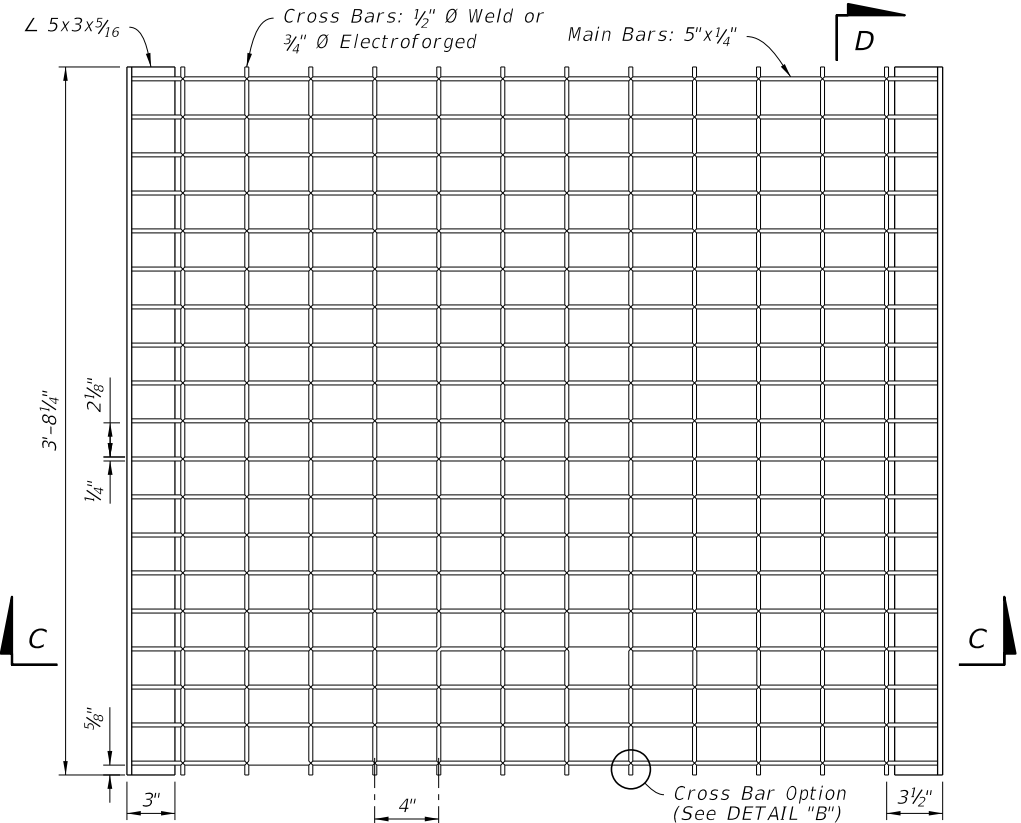 ∠ 5x3x5⁄16
Cross Bars: 1⁄2" Ø Weld or
3⁄4" Ø Electroforged
Main Bars: 5"x1⁄4"
D
3'-8 1⁄4"
2 1⁄8"
1⁄4"
C
C
5⁄8"
3"
4"
Cross Bar Option
(See DETAIL "B")
3 1⁄2"